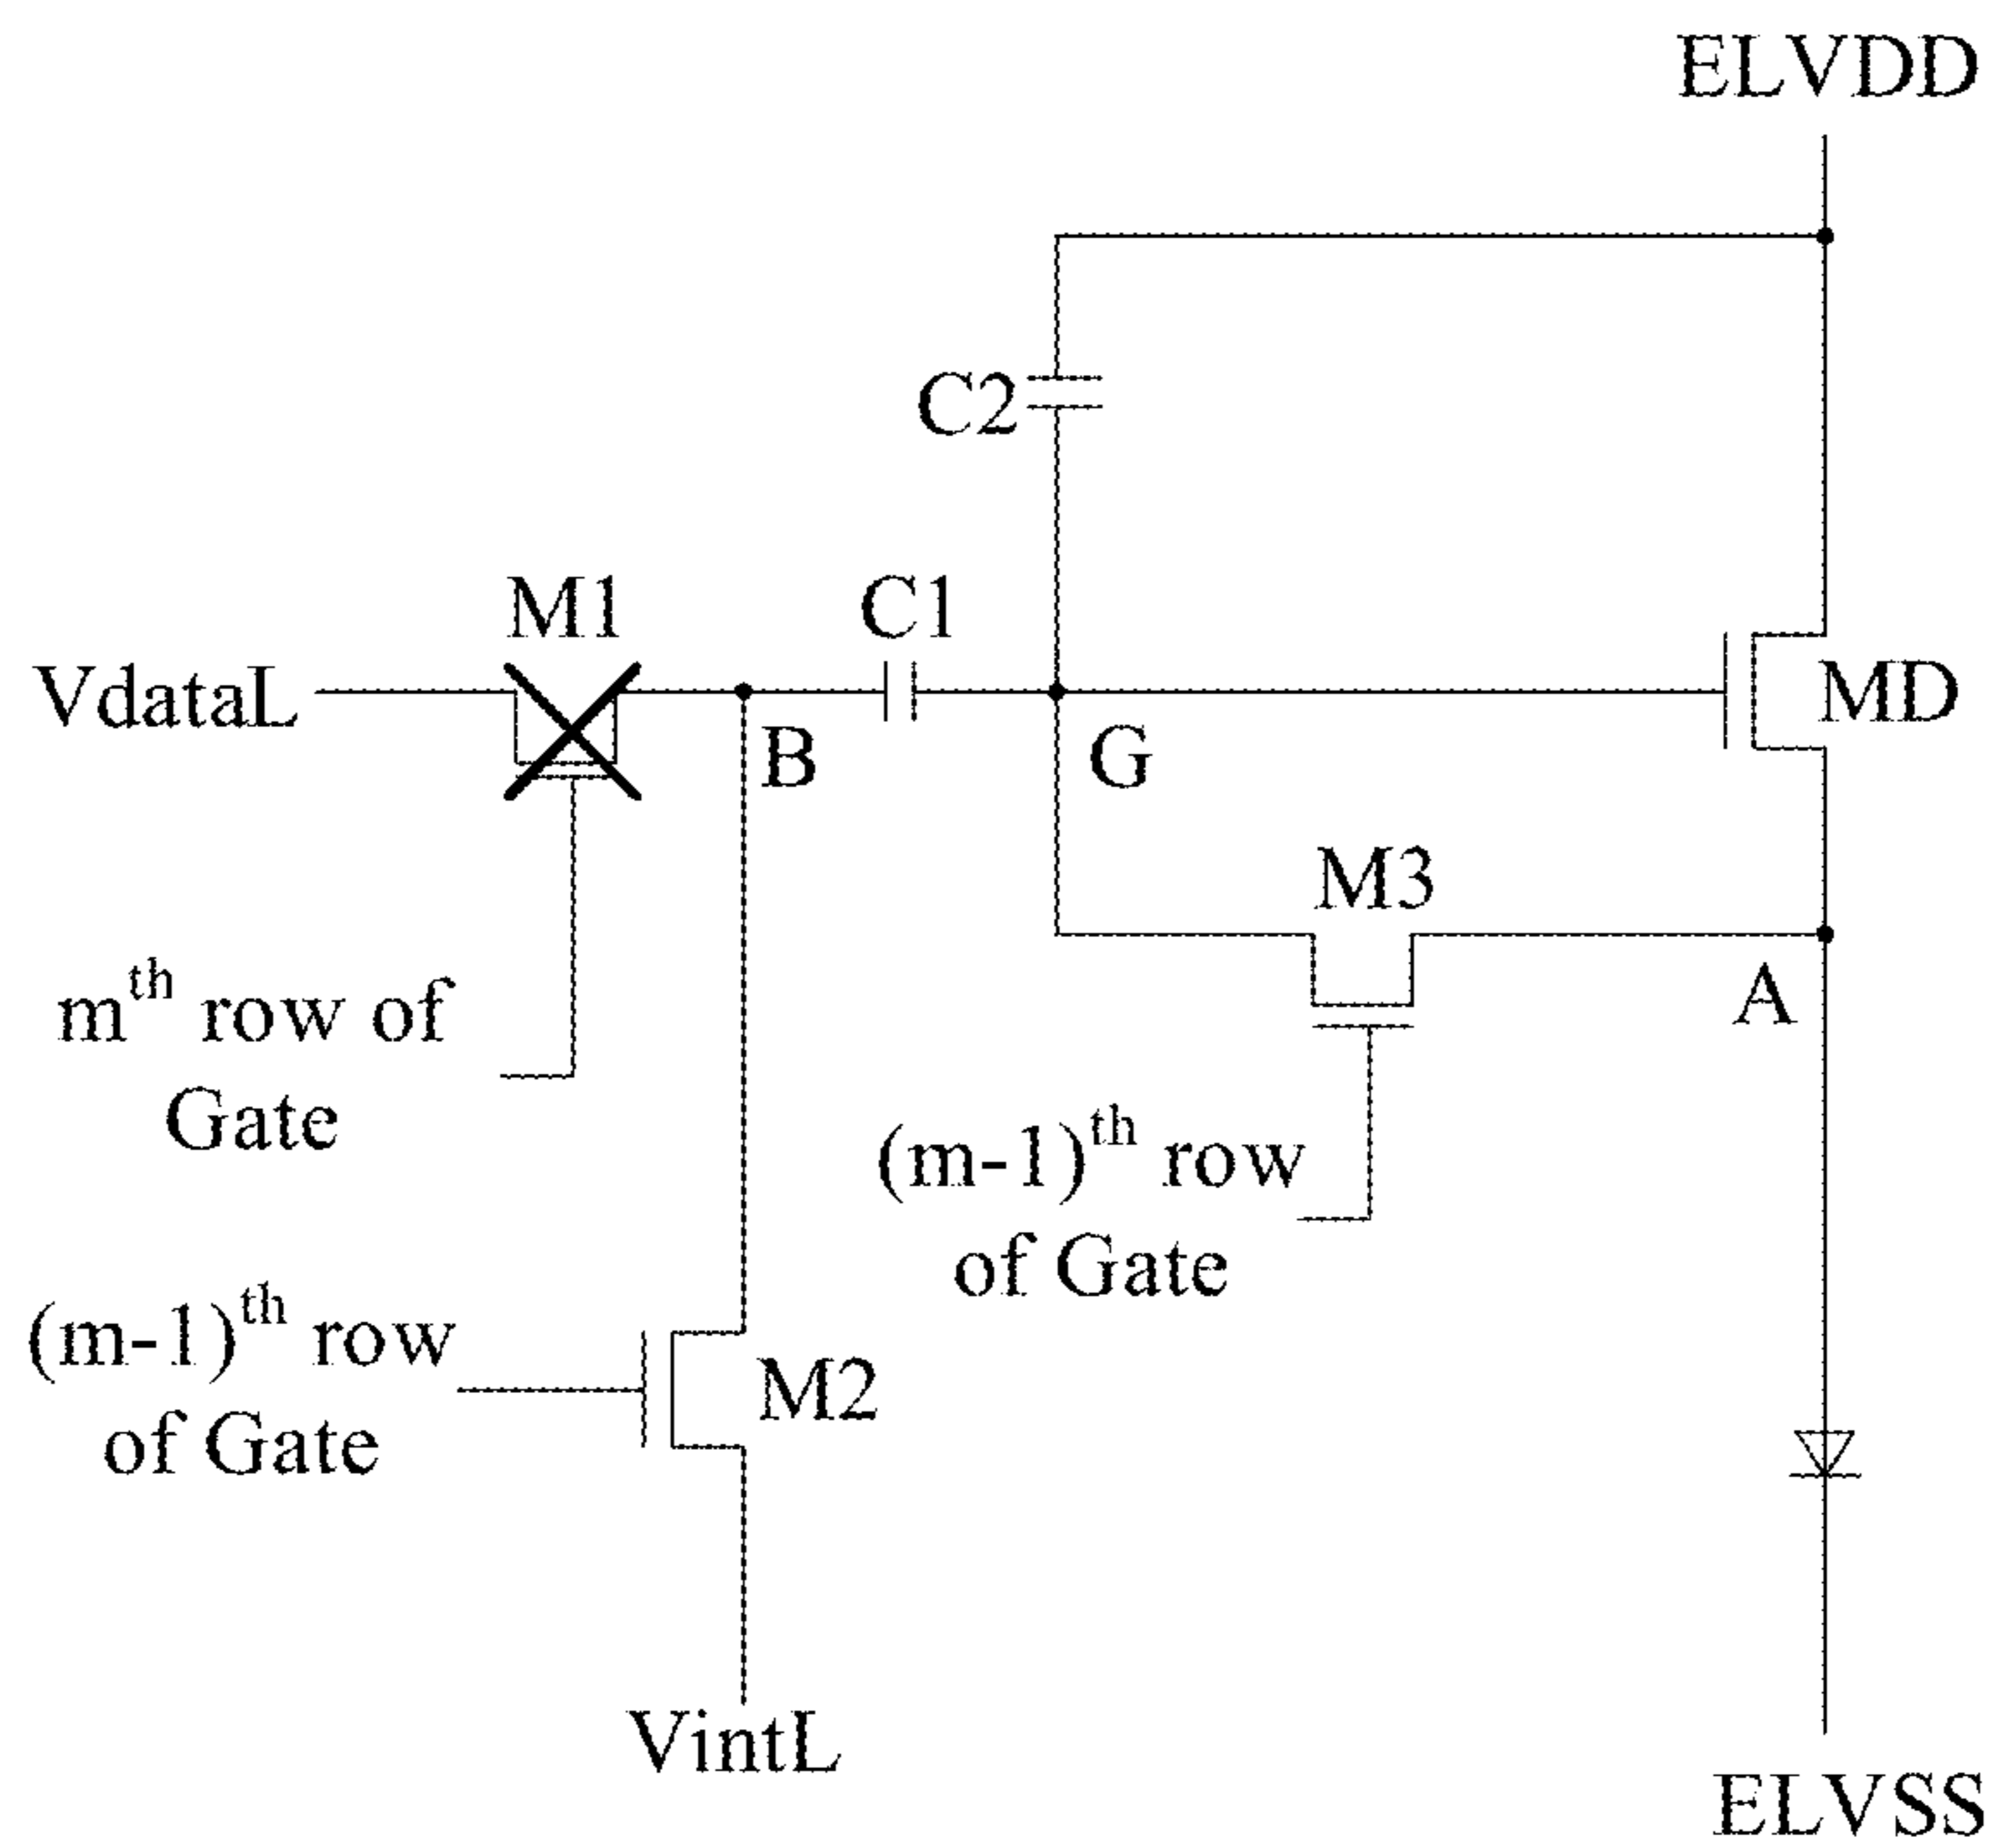 ELVDD
C2
M1
C1
VdataL
MD
B
G
M3
A
mth row of
Gate
(m-1)th row
of Gate
(m-1)th row
of Gate
M2
VintL
ELVSS